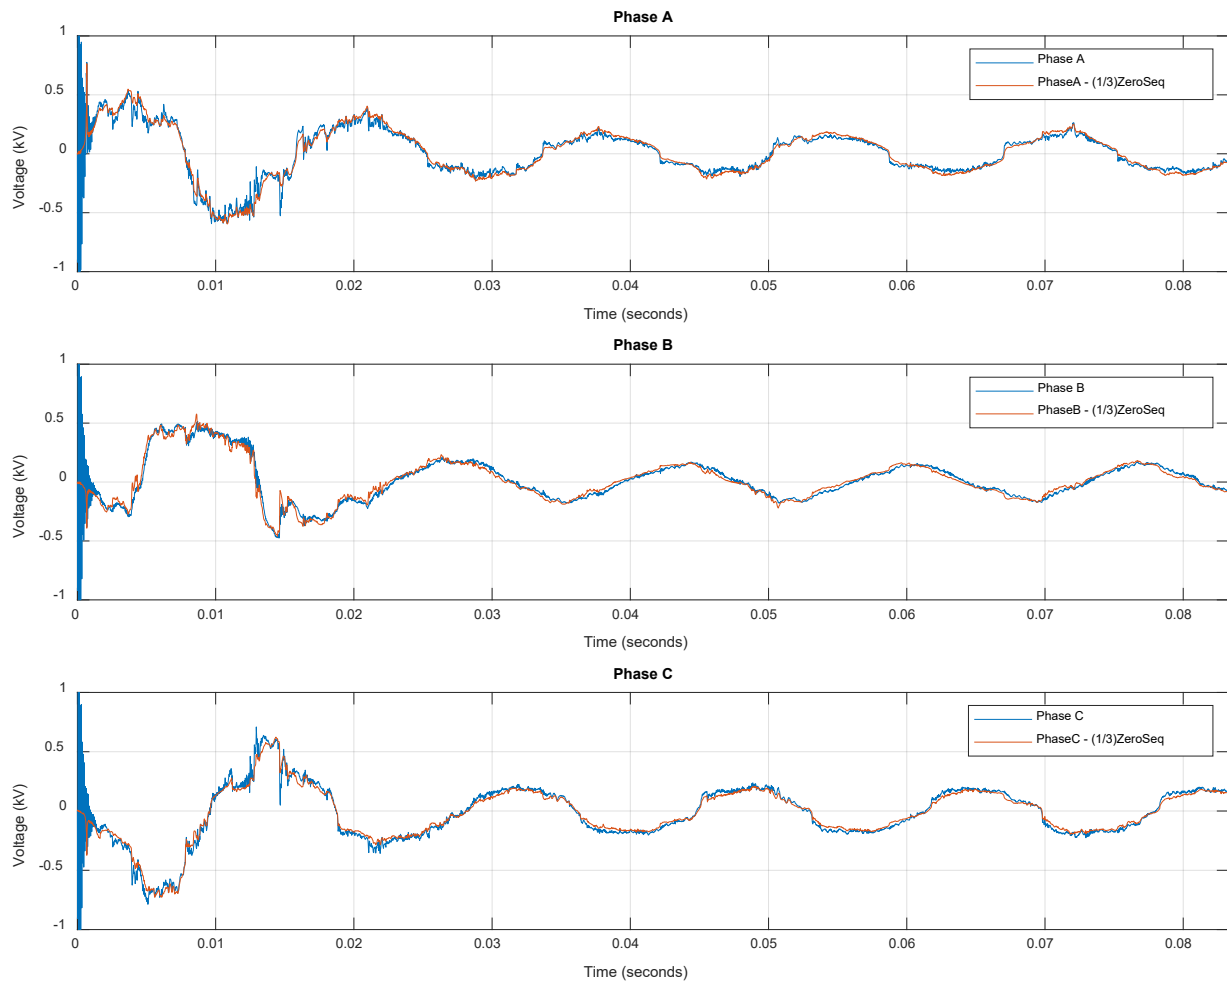 Phase A
1
0.5
0
-0.5
-1
Voltage (kV)
Phase A
PhaseA - (1/3)ZeroSeq
0 0.01 0.02 0.03 0.04 0.05 0.06 0.07 0.08
Time (seconds)
Phase B
1
0.5
0
-0.5
-1
Voltage (kV)
Phase B
PhaseB - (1/3)ZeroSeq
0 0.01 0.02 0.03 0.04 0.05 0.06 0.07 0.08
Time (seconds)
Phase C
1
0.5
0
-0.5
-1
Voltage (kV)
Phase C
PhaseC - (1/3)ZeroSeq
0 0.01 0.02 0.03 0.04 0.05 0.06 0.07 0.08
Time (seconds)